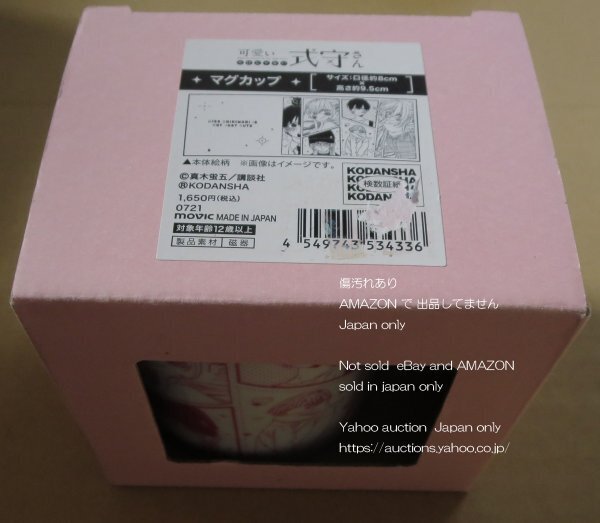 可愛い
式守さん
マグカップ
サイズ:口径約8cm
×
高さ約9.5cm
▲本体絵柄 ※画像はイメージです。
©真木蛍五/講談社
®KODANSHA
1,650円(税込)
0721
movic MADE IN JAPAN
対象年齢12歳以上
製品素材 磁器
KODANSHA
検数証紙
4 549743 534336
傷汚れあり
AMAZON で 出品してません
Japan only
Not sold eBay and AMAZON
sold in japan only
Yahoo auction Japan only
https://auctions.yahoo.co.jp/